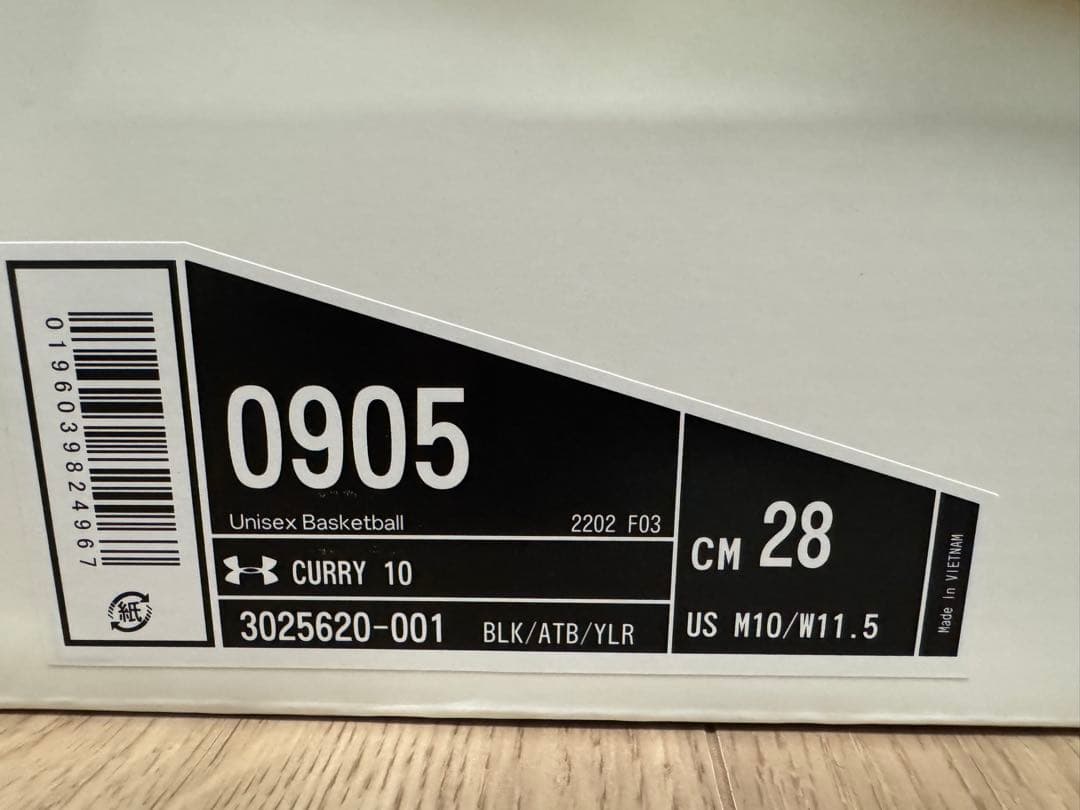 0196039824967
紙
0905
Unisex Basketball 2202 F03
CURRY 10
3025620-001 BLK/ATB/YLR
CM 28
US M10/W11.5
Made In VIETNAM